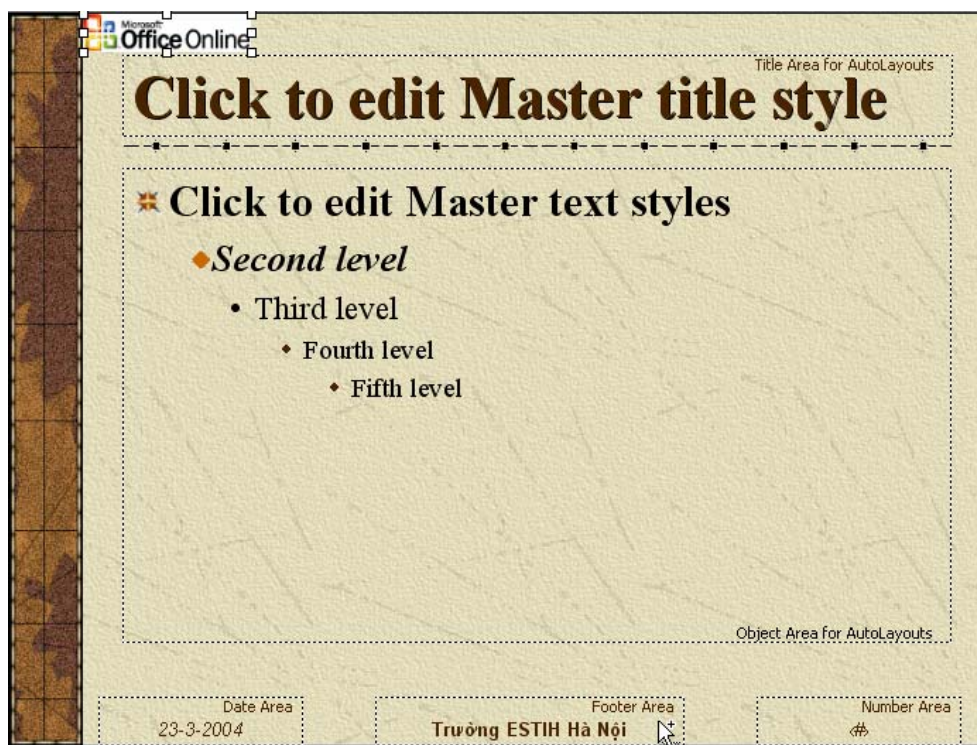 Microsoft
Office Online
Title Area for AutoLayouts
Click to edit Master title style
Click to edit Master text styles
Second level
• Third level
Fourth level
Fifth level
Object Area for AutoLayouts
Date Area
23-3-2004
Footer Area
Trường ESTIH Hà Nội
Number Area
‹#›